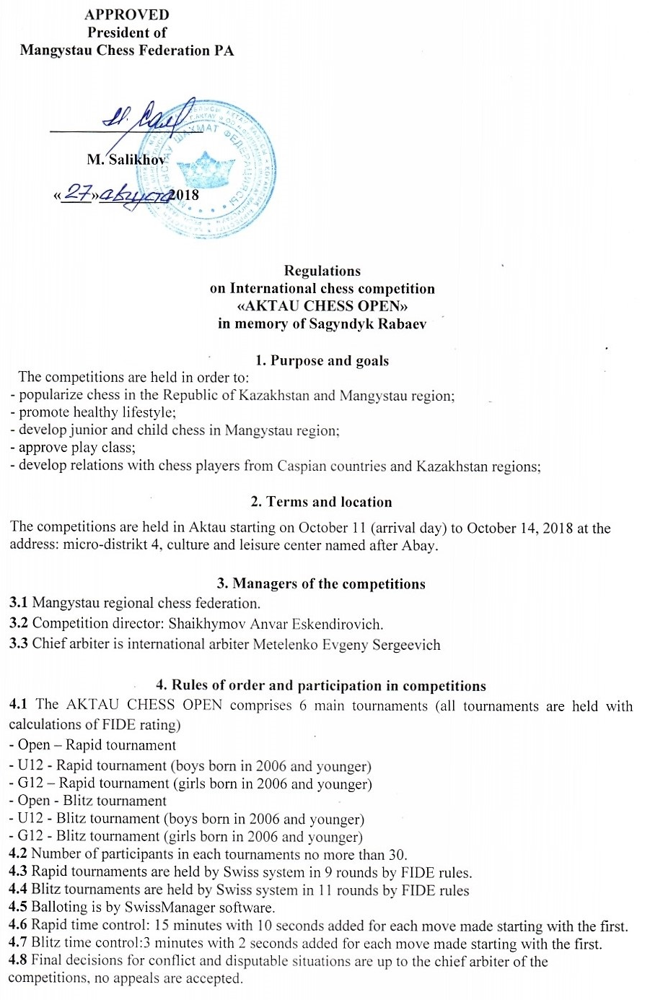 APPROVED
President of
Mangystau Chess Federation PA
M. Salikhov
«27» августа 2018
ШАХМАТ ФЕДЕРАЦИЯСЫ
Regulations
on International chess competition
«AKTAU CHESS OPEN»
in memory of Sagyndyk Rabaev
1. Purpose and goals
The competitions are held in order to:
- popularize chess in the Republic of Kazakhstan and Mangystau region;
- promote healthy lifestyle;
- develop junior and child chess in Mangystau region;
- approve play class;
- develop relations with chess players from Caspian countries and Kazakhstan regions;
2. Terms and location
The competitions are held in Aktau starting on October 11 (arrival day) to October 14, 2018 at the
address: micro-distrikt 4, culture and leisure center named after Abay.
3. Managers of the competitions
3.1 Mangystau regional chess federation.
3.2 Competition director: Shaikhymov Anvar Eskendirovich.
3.3 Chief arbiter is international arbiter Metelenko Evgeny Sergeevich
4. Rules of order and participation in competitions
4.1 The AKTAU CHESS OPEN comprises 6 main tournaments (all tournaments are held with
calculations of FIDE rating)
- Open – Rapid tournament
- U12 - Rapid tournament (boys born in 2006 and younger)
- G12 – Rapid tournament (girls born in 2006 and younger)
- Open - Blitz tournament
- U12 - Blitz tournament (boys born in 2006 and younger)
- G12 - Blitz tournament (girls born in 2006 and younger)
4.2 Number of participants in each tournaments no more than 30.
4.3 Rapid tournaments are held by Swiss system in 9 rounds by FIDE rules.
4.4 Blitz tournaments are held by Swiss system in 11 rounds by FIDE rules
4.5 Balloting is by SwissManager software.
4.6 Rapid time control: 15 minutes with 10 seconds added for each move made starting with the first.
4.7 Blitz time control:3 minutes with 2 seconds added for each move made starting with the first.
4.8 Final decisions for conflict and disputable situations are up to the chief arbiter of the
competitions, no appeals are accepted.